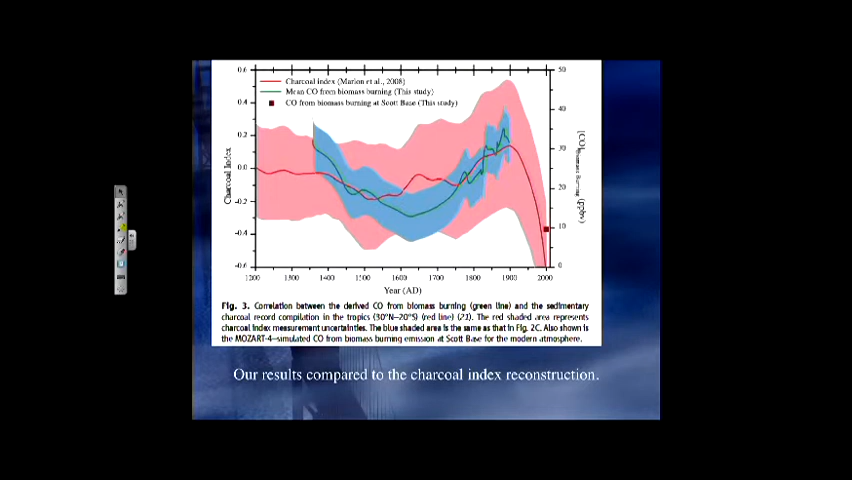 0.6
0.4
0.2
0.0
-0.2
-0.4
-0.6
Charcoal Index
Charcoal index (Marlon et al., 2008)
Mean CO from biomass burning (This study)
CO from biomass burning at Scott Base (This study)
50
40
30
20
10
0
[CO]Biomass Burning (ppbv)
1200 1300 1400 1500 1600 1700 1800 1900 2000
Year (AD)
Fig. 3. Correlation between the derived CO from biomass burning (green line) and the sedimentary
charcoal record compilation in the tropics (30°N–20°S) (red line) (21). The red shaded area represents
charcoal index measurement uncertainties. The blue shaded area is the same as that in Fig. 2C. Also shown is
the MOZART-4–simulated CO from biomass burning emission at Scott Base for the modern atmosphere.
Our results compared to the charcoal index reconstruction.